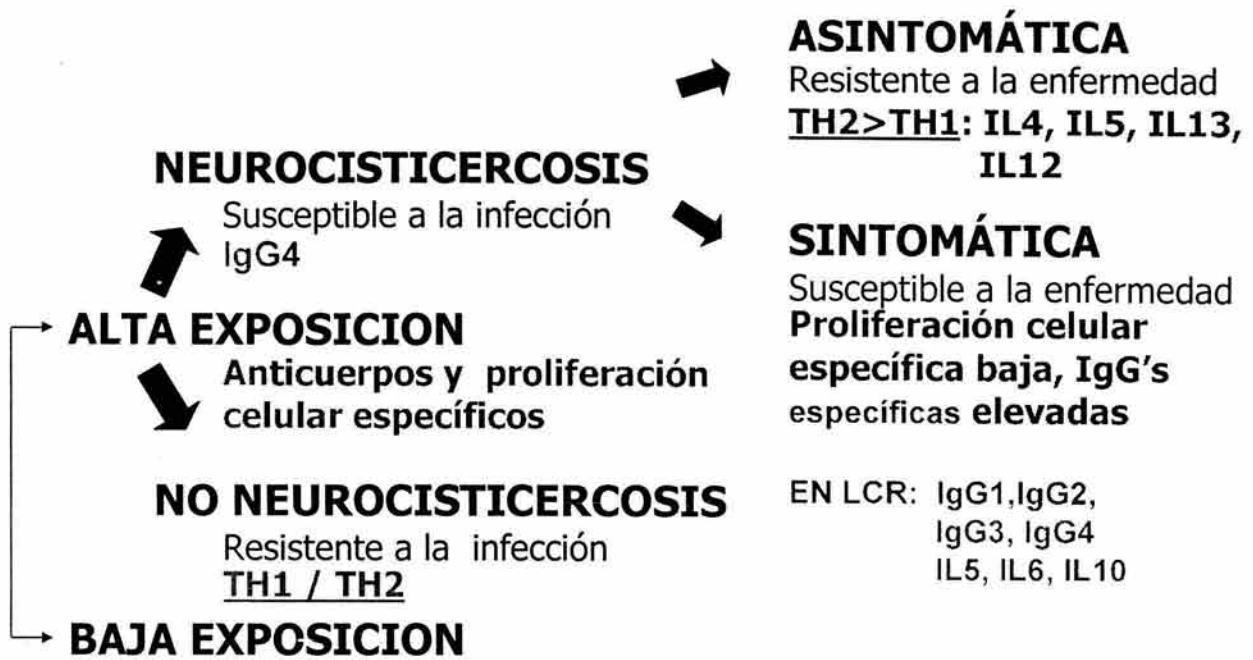 ASINTOMÁTICA
Resistente a la enfermedad
TH2>TH1: IL4, IL5, IL13,
IL12
NEUROCISTICERCOSIS
Susceptible a la infección
IgG4
SINTOMÁTICA
Susceptible a la enfermedad
Proliferación celular
específica baja, IgG's
específicas elevadas
ALTA EXPOSICION
Anticuerpos y proliferación
celular específicos
EN LCR: IgG1,IgG2,
IgG3, IgG4
IL5, IL6, IL10
NO NEUROCISTICERCOSIS
Resistente a la infección
TH1 / TH2
BAJA EXPOSICION